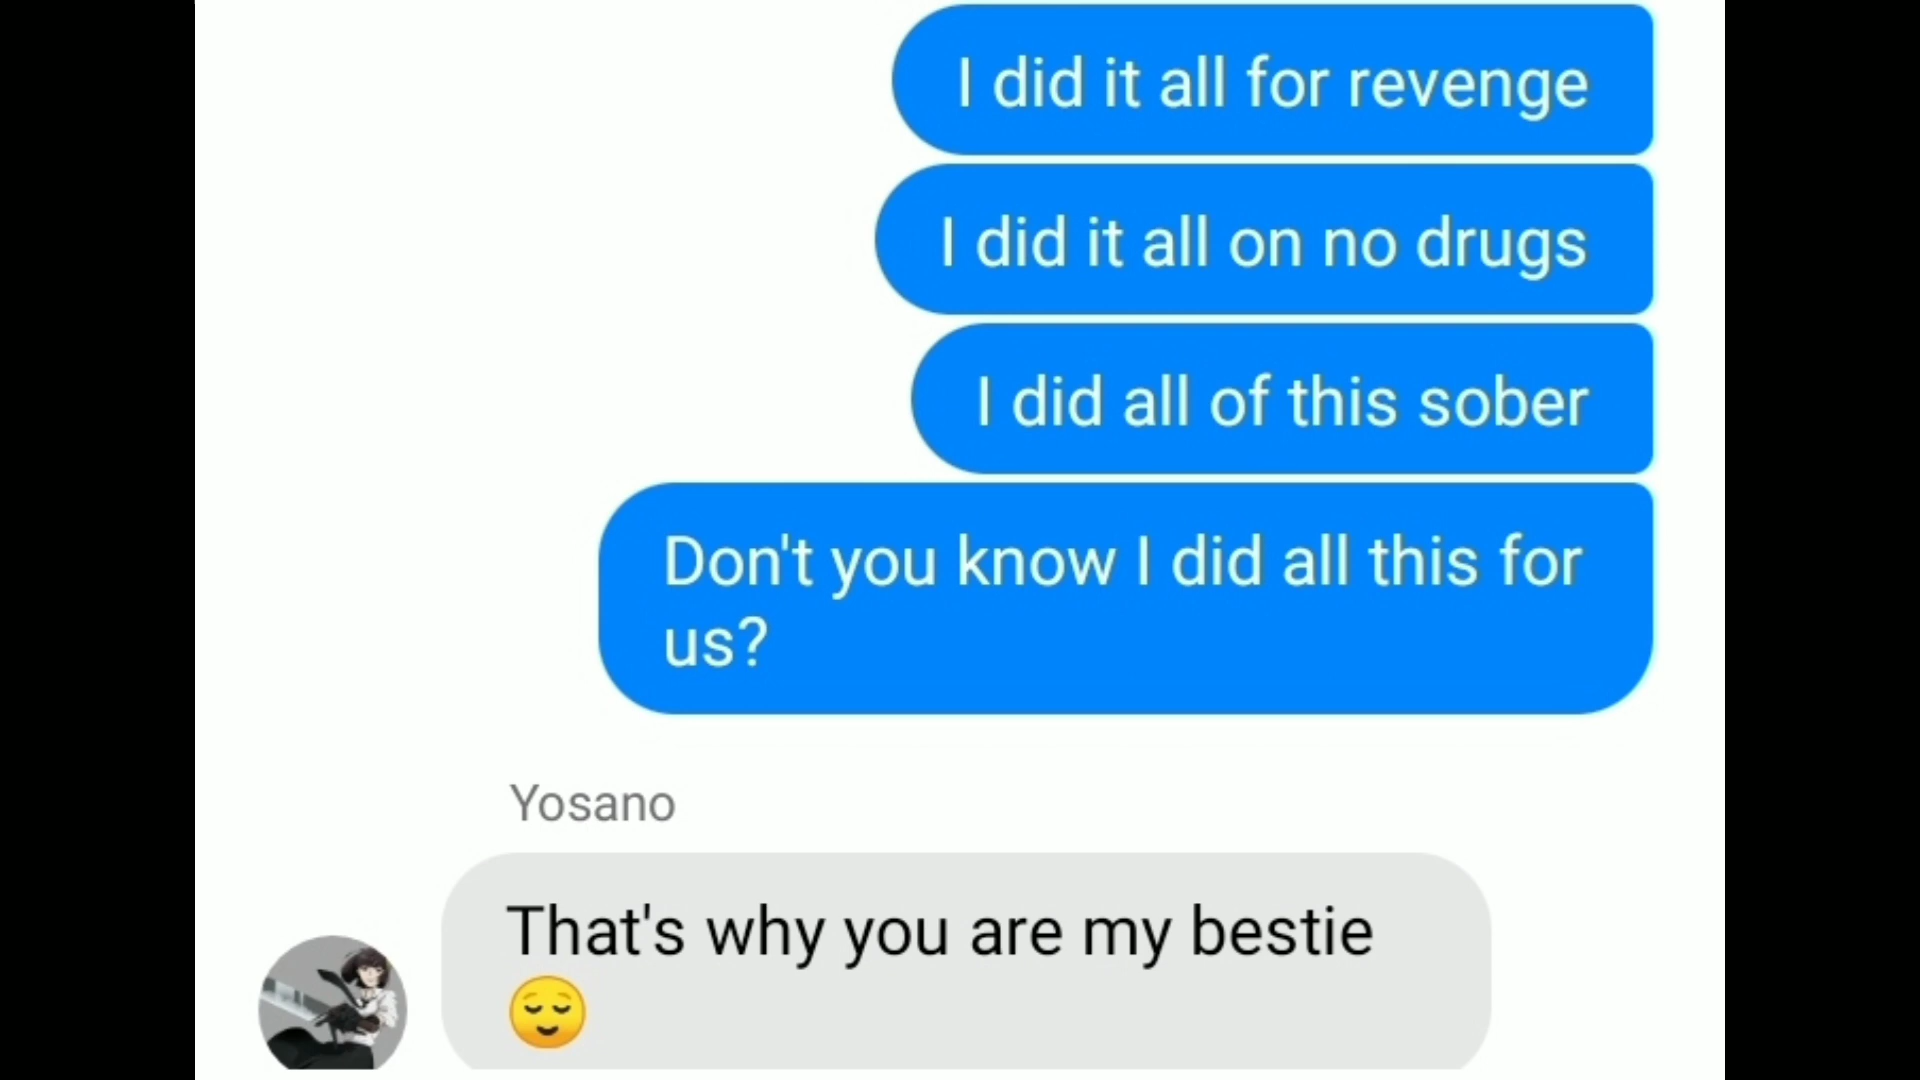 I did it all for revenge
I did it all on no drugs
I did all of this sober
Don't you know I did all this for
us?
Yosano
That's why you are my bestie
😌